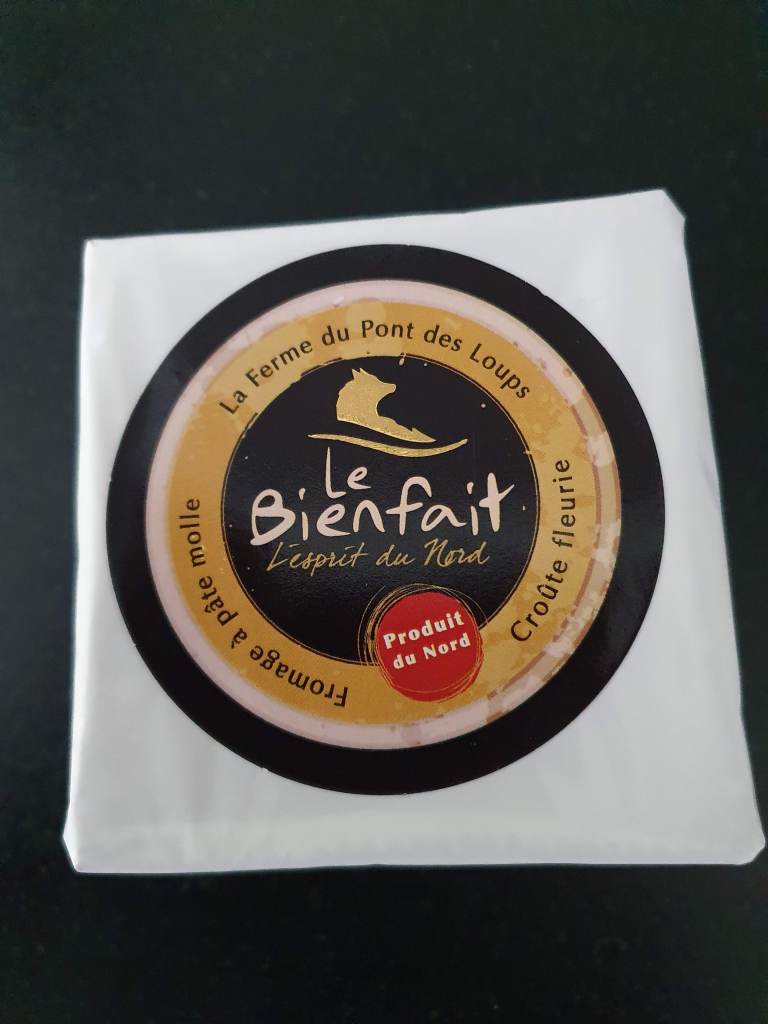 La Ferme du Pont des Loups
Le
Bienfait
L'esprit du Nord
Produit
du Nord
Fromage à pâte molle
Croûte fleurie